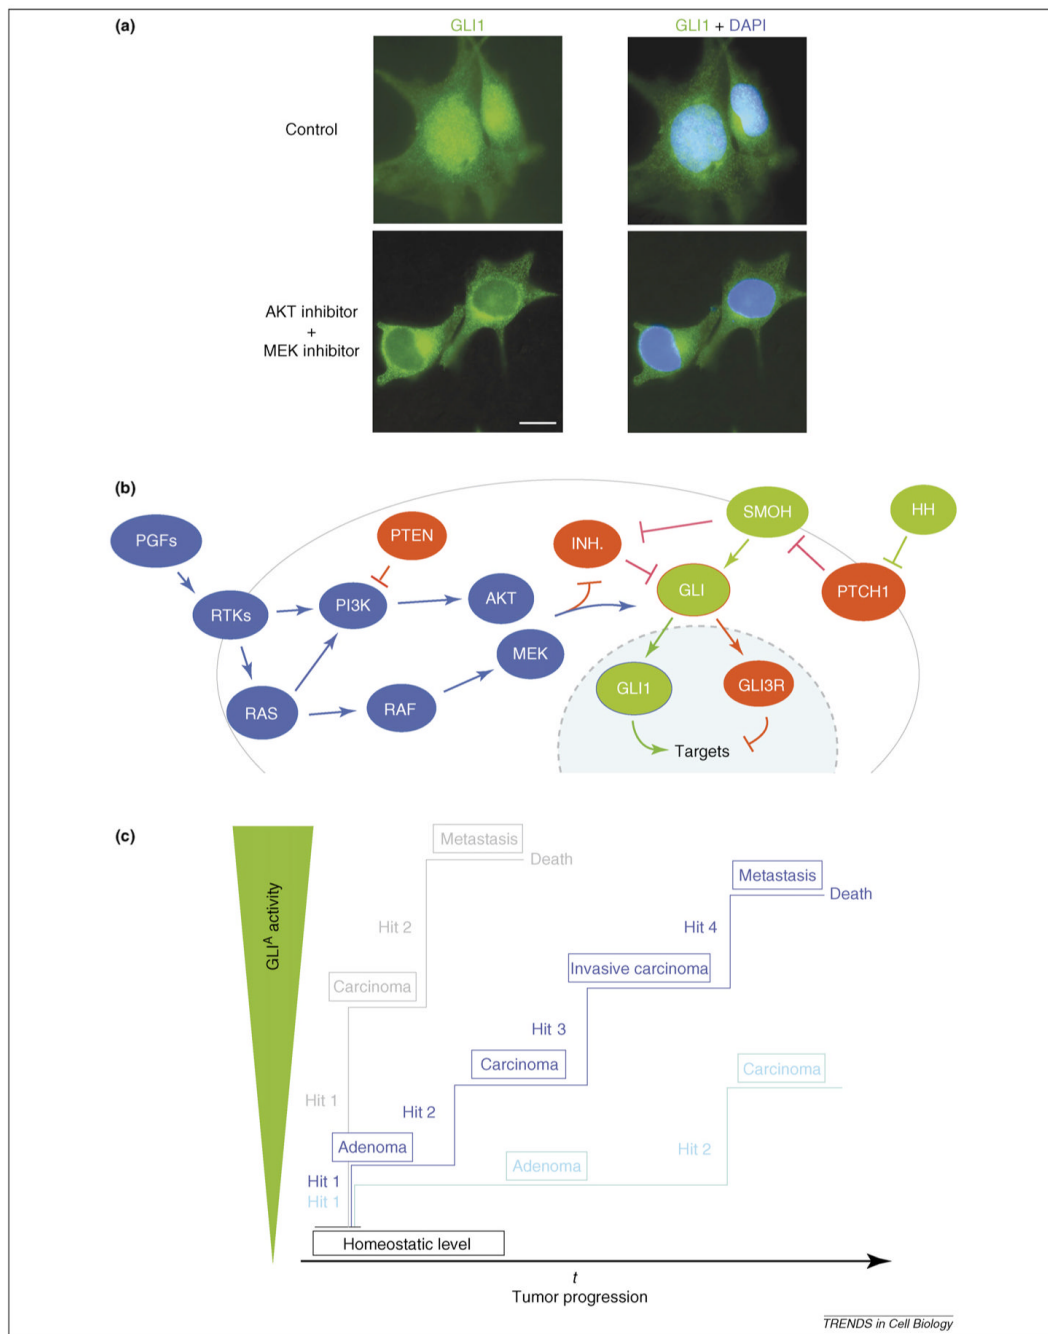 (a)
GLI1
GLI1 + DAPI
Control
AKT inhibitor
+
MEK inhibitor
(b)
PGFs
RTKs
PI3K
PTEN
AKT
MEK
RAS
RAF
INH.
SMOH
HH
PTCH1
GLI
GLI1
GLI3R
Targets
(c)
GLIᴬ activity
Metastasis
Death
Hit 2
Carcinoma
Hit 1
Metastasis
Death
Hit 4
Invasive carcinoma
Hit 3
Carcinoma
Hit 2
Adenoma
Hit 1
Hit 1
Carcinoma
Hit 2
Adenoma
Homeostatic level
t
Tumor progression
TRENDS in Cell Biology